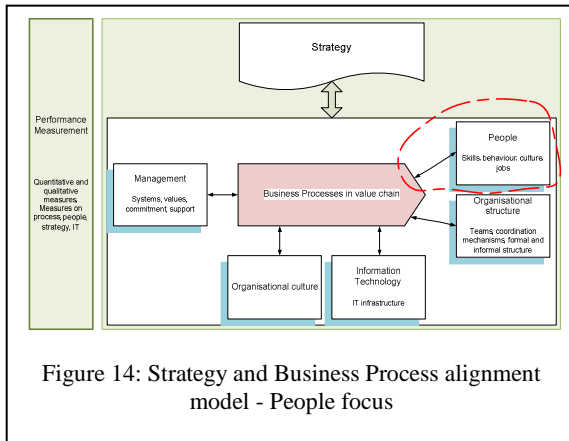 Strategy
Performance
Measurement
Quantitative and
qualitative
measures,
Measures on
process, people,
strategy, IT
Management
Systems, values,
commitment, support
Business Processes in value chain
People
Skills, behaviour, culture,
jobs
Organisational
structure
Teams, coordination
mechanisms, formal and
informal structure
Organisational culture
Information
Technology
IT infrastructure
Figure 14: Strategy and Business Process alignment
model - People focus